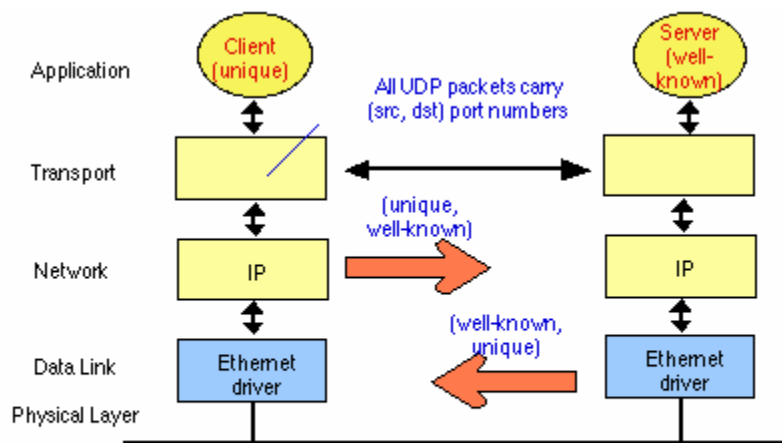 Application
Client
(unique)
Server
(well-
known)
All UDP packets carry
(src, dst) port numbers
Transport
(unique,
well-known)
Network
IP
IP
(well-known,
unique)
Data Link
Ethernet
driver
Ethernet
driver
Physical Layer